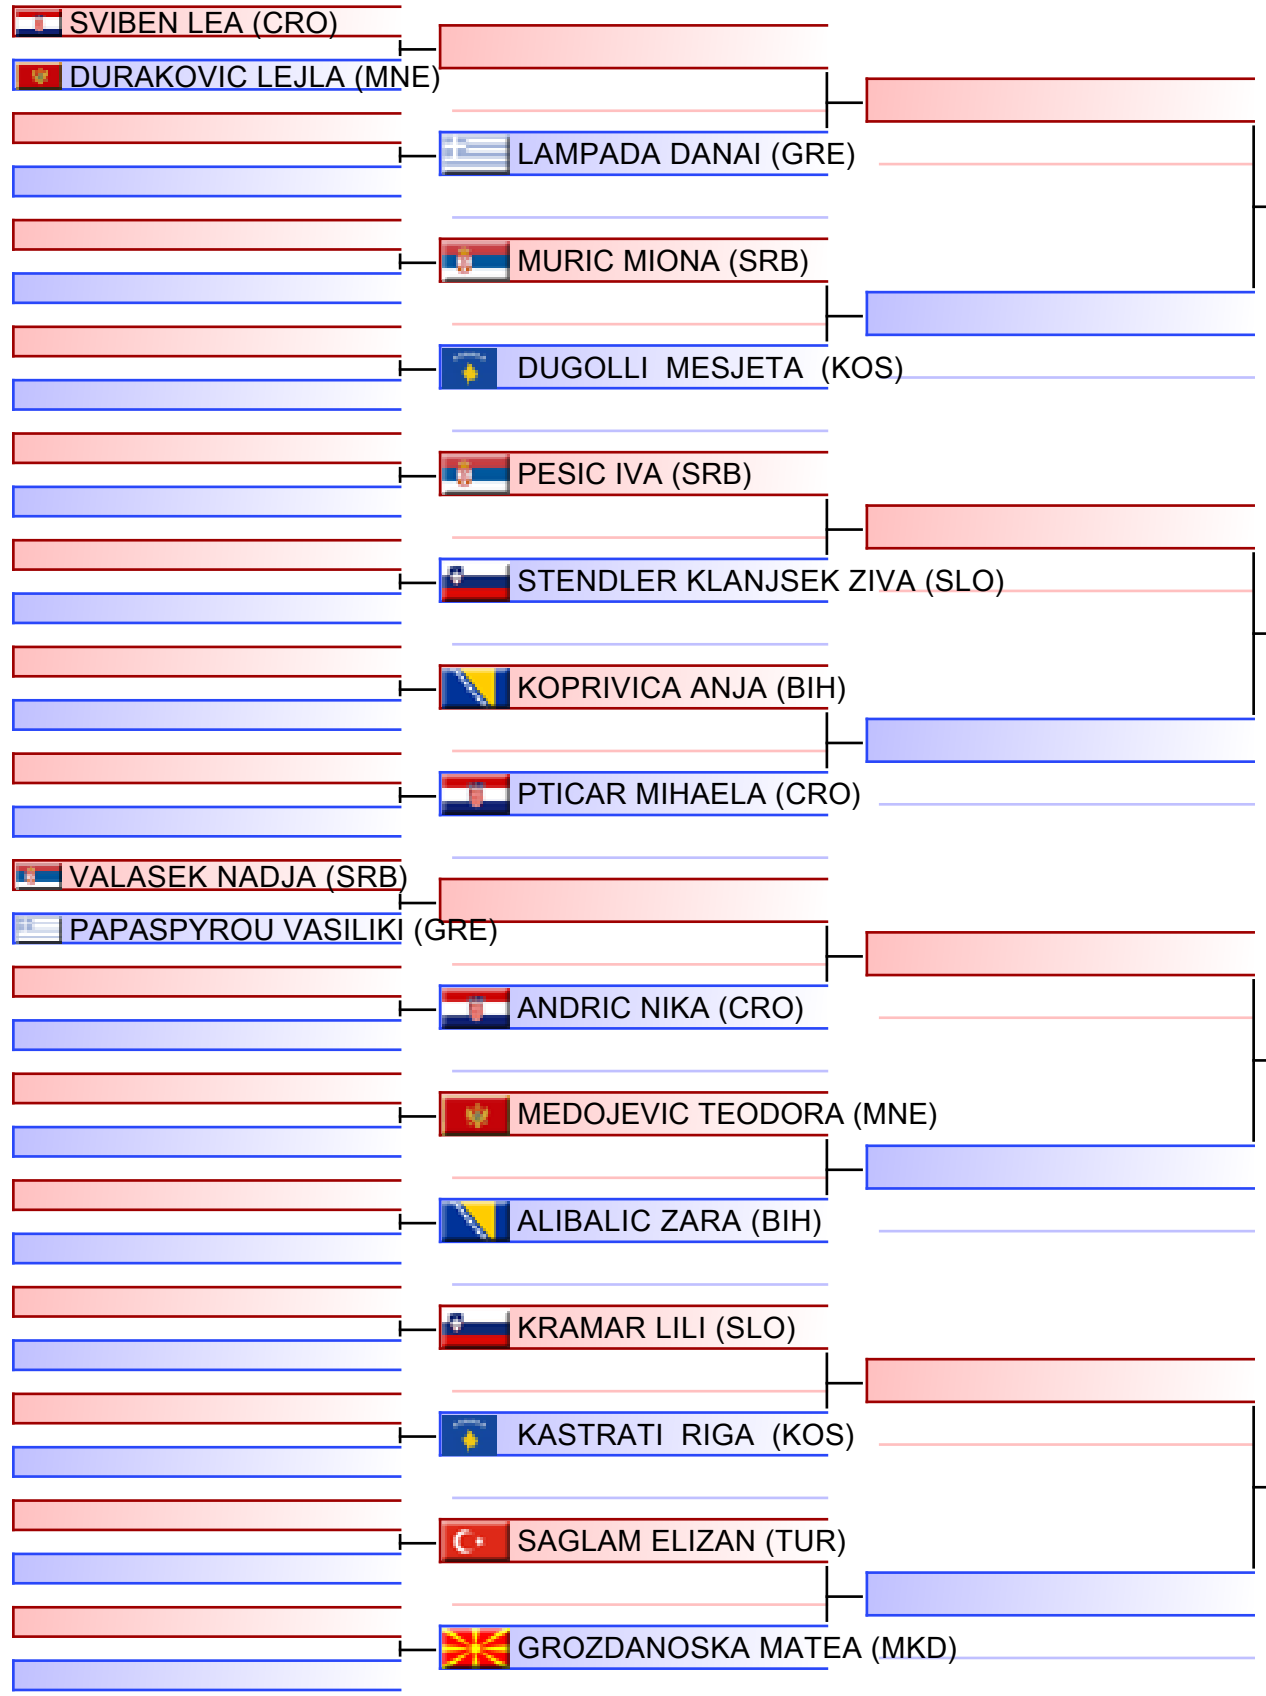 SVIBEN LEA (CRO)
DURAKOVIC LEJLA (MNE)
LAMPADA DANAI (GRE)
MURIC MIONA (SRB)
DUGOLLI  MESJETA  (KOS)
PESIC IVA (SRB)
STENDLER KLANJSEK ZIVA (SLO)
KOPRIVICA ANJA (BIH)
PTICAR MIHAELA (CRO)
VALASEK NADJA (SRB)
PAPASPYROU VASILIKI (GRE)
ANDRIC NIKA (CRO)
MEDOJEVIC TEODORA (MNE)
ALIBALIC ZARA (BIH)
KRAMAR LILI (SLO)
KASTRATI  RIGA  (KOS)
SAGLAM ELIZAN (TUR)
GROZDANOSKA MATEA (MKD)